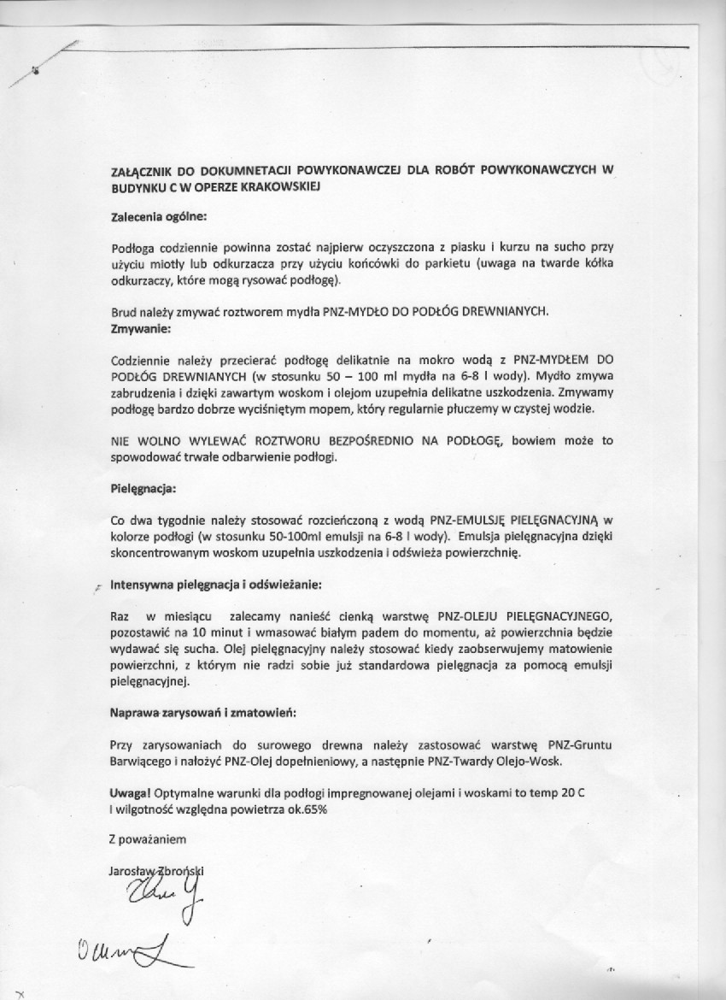 ZAŁĄCZNIK DO DOKUMNETACJI POWYKONAWCZEJ DLA ROBÓT POWYKONAWCZYCH W
BUDYNKU C W OPERZE KRAKOWSKIEJ
Zalecenia ogólne:
Podłoga codziennie powinna zostać najpierw oczyszczona z piasku i kurzu na sucho przy
użyciu miotły lub odkurzacza przy użyciu końcówki do parkietu (uwaga na twarde kółka
odkurzaczy, które mogą rysować podłogę).
Brud należy zmywać roztworem mydła PNZ-MYDŁO DO PODŁÓG DREWNIANYCH.
Zmywanie:
Codziennie należy przecierać podłogę delikatnie na mokro wodą z PNZ-MYDŁEM DO
PODŁÓG DREWNIANYCH (w stosunku 50 – 100 ml mydła na 6-8 l wody). Mydło zmywa
zabrudzenia i dzięki zawartym woskom i olejom uzupełnia delikatne uszkodzenia. Zmywamy
podłogę bardzo dobrze wyciśniętym mopem, który regularnie płuczemy w czystej wodzie.
NIE WOLNO WYLEWAĆ ROZTWORU BEZPOŚREDNIO NA PODŁOGĘ, bowiem może to
spowodować trwałe odbarwienie podłogi.
Pielęgnacja:
Co dwa tygodnie należy stosować rozcieńczoną z wodą PNZ-EMULSJĘ PIELĘGNACYJNĄ w
kolorze podłogi (w stosunku 50-100ml emulsji na 6-8 l wody). Emulsja pielęgnacyjna dzięki
skoncentrowanym woskom uzupełnia uszkodzenia i odświeża powierzchnię.
Intensywna pielęgnacja i odświeżanie:
Raz w miesiącu zalecamy nanieść cienką warstwę PNZ-OLEJU PIELĘGNACYJNEGO,
pozostawić na 10 minut i wmasować białym padem do momentu, aż powierzchnia będzie
wydawać się sucha. Olej pielęgnacyjny należy stosować kiedy zaobserwujemy matowienie
powierzchni, z którym nie radzi sobie już standardowa pielęgnacja za pomocą emulsji
pielęgnacyjnej.
Naprawa zarysowań i zmatowień:
Przy zarysowaniach do surowego drewna należy zastosować warstwę PNZ-Gruntu
Barwiącego i nałożyć PNZ-Olej dopełnieniowy, a następnie PNZ-Twardy Olejo-Wosk.
Uwaga! Optymalne warunki dla podłogi impregnowanej olejami i woskami to temp 20 C
I wilgotność względna powietrza ok.65%
Z poważaniem
Jarosław Zbroński